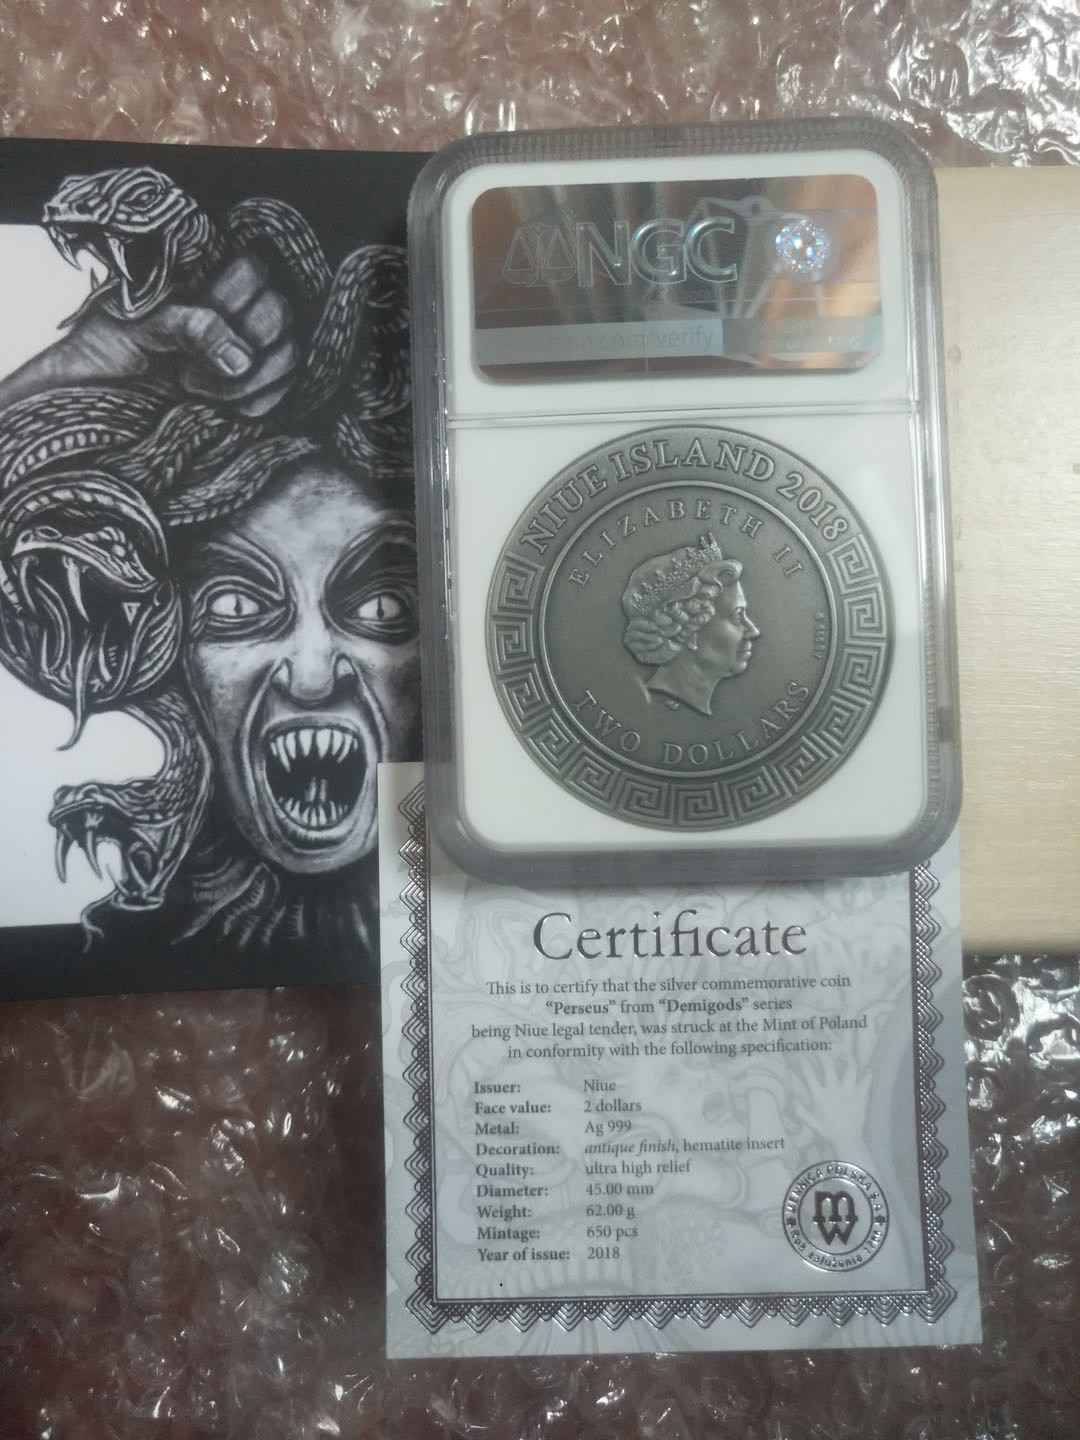 NGC
NIUE ISLAND 2018
ELIZABETH II
TWO DOLLARS
Certificate
This is to certify that the silver commemorative coin
“Perseus” from “Demigods” series
being Niue legal tender, was struck at the Mint of Poland
in conformity with the following specification:
Issuer: Niue
Face value: 2 dollars
Metal: Ag 999
Decoration: antique finish, hematite insert
Quality: ultra high relief
Diameter: 45.00 mm
Weight: 62.00 g
Mintage: 650 pcs
Year of issue: 2018
MENNICA POLSKA S.A.